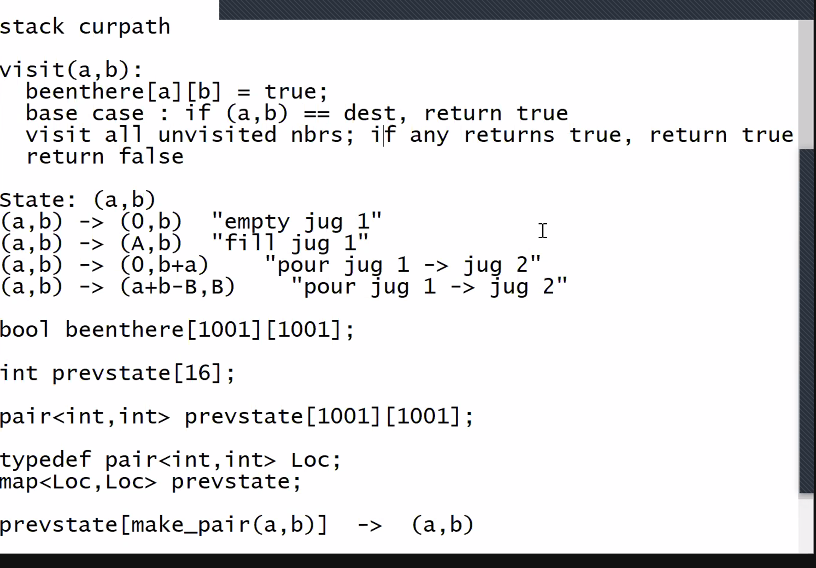 stack curpath
visit(a,b):
beenthere[a][b] = true;
base case : if (a,b) == dest, return true
visit all unvisited nbrs; if any returns true, return true
return false
State: (a,b)
(a,b) -> (0,b) "empty jug 1"
(a,b) -> (A,b) "fill jug 1"
(a,b) -> (0,b+a) "pour jug 1 -> jug 2"
(a,b) -> (a+b-B,B) "pour jug 1 -> jug 2"
bool beenthere[1001][1001];
int prevstate[16];
pair<int,int> prevstate[1001][1001];
typedef pair<int,int> Loc;
map<Loc,Loc> prevstate;
prevstate[make_pair(a,b)] -> (a,b)